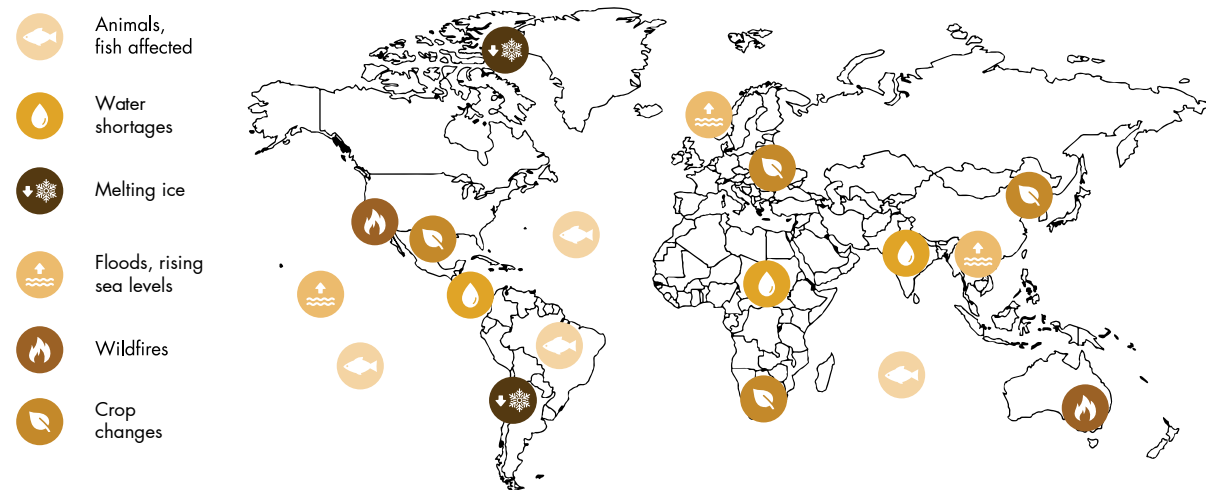 Animals,
fish affected
Water
shortages
Melting ice
Floods, rising
sea levels
Wildfires
Crop
changes